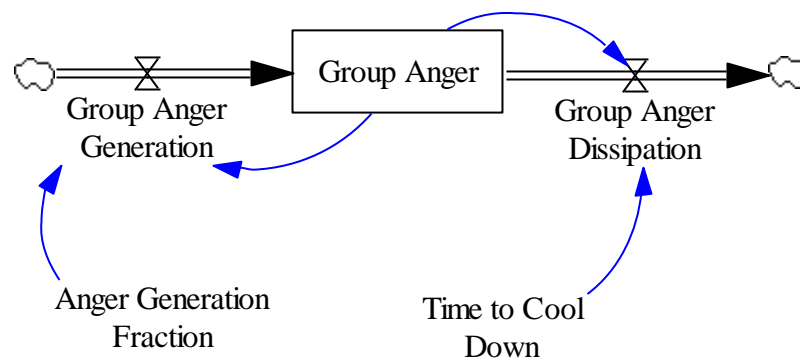 Group Anger
Group Anger
Generation
Group Anger
Dissipation
Anger Generation
Fraction
Time to Cool
Down